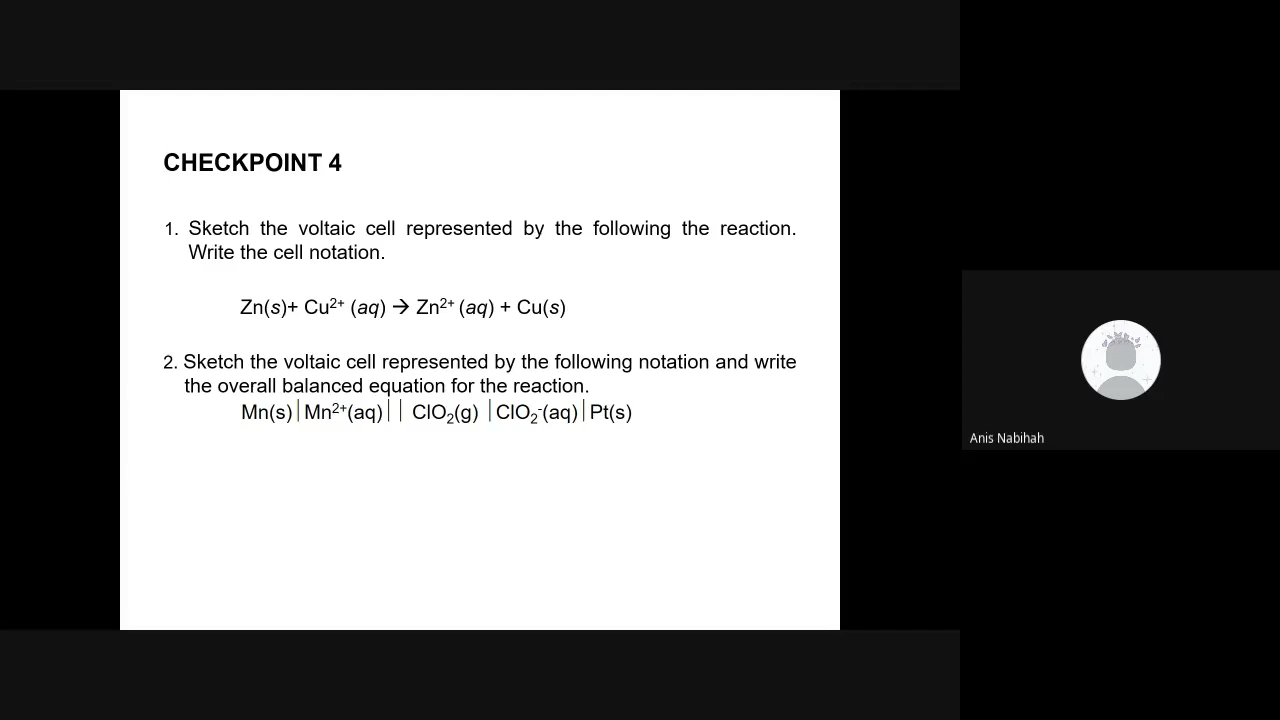 CHECKPOINT 4
1. Sketch the voltaic cell represented by the following the reaction.
Write the cell notation.
Zn(s)+ Cu²⁺ (aq) → Zn²⁺ (aq) + Cu(s)
2. Sketch the voltaic cell represented by the following notation and write
the overall balanced equation for the reaction.
Mn(s)│Mn²⁺(aq)││ ClO₂(g) │ClO₂⁻(aq)│Pt(s)
Anis Nabihah